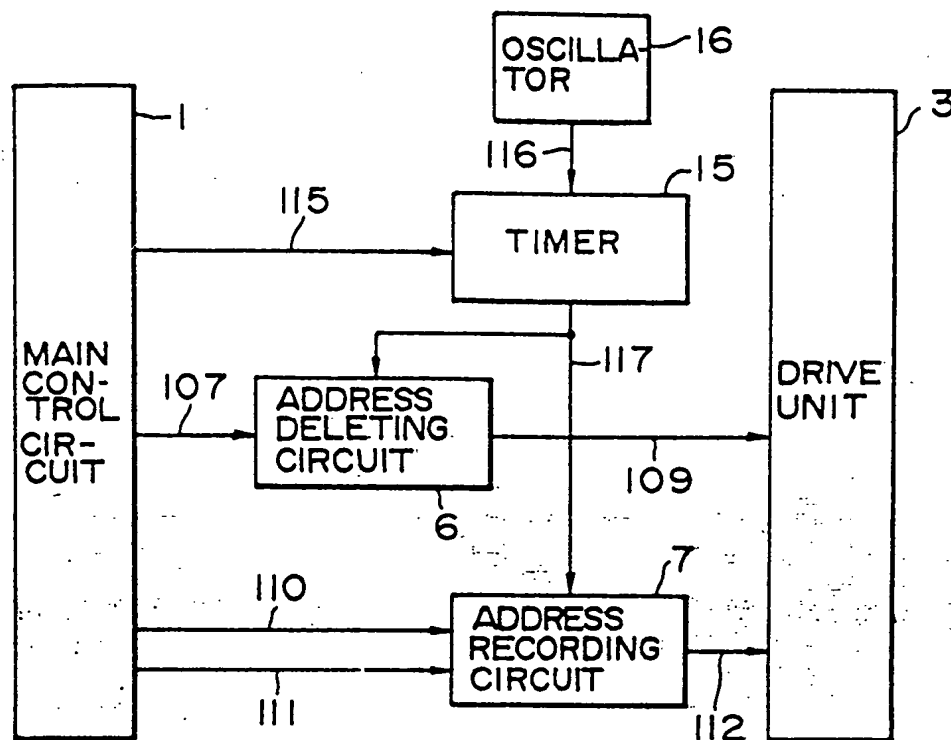 OSCILLA
TOR
16
1
3
116
15
115
TIMER
117
MAIN
CON-
TROL
CIR-
CUIT
107
ADDRESS
DELETING
CIRCUIT
DRIVE
UNIT
109
6
7
110
ADDRESS
RECORDING
CIRCUIT
111
112